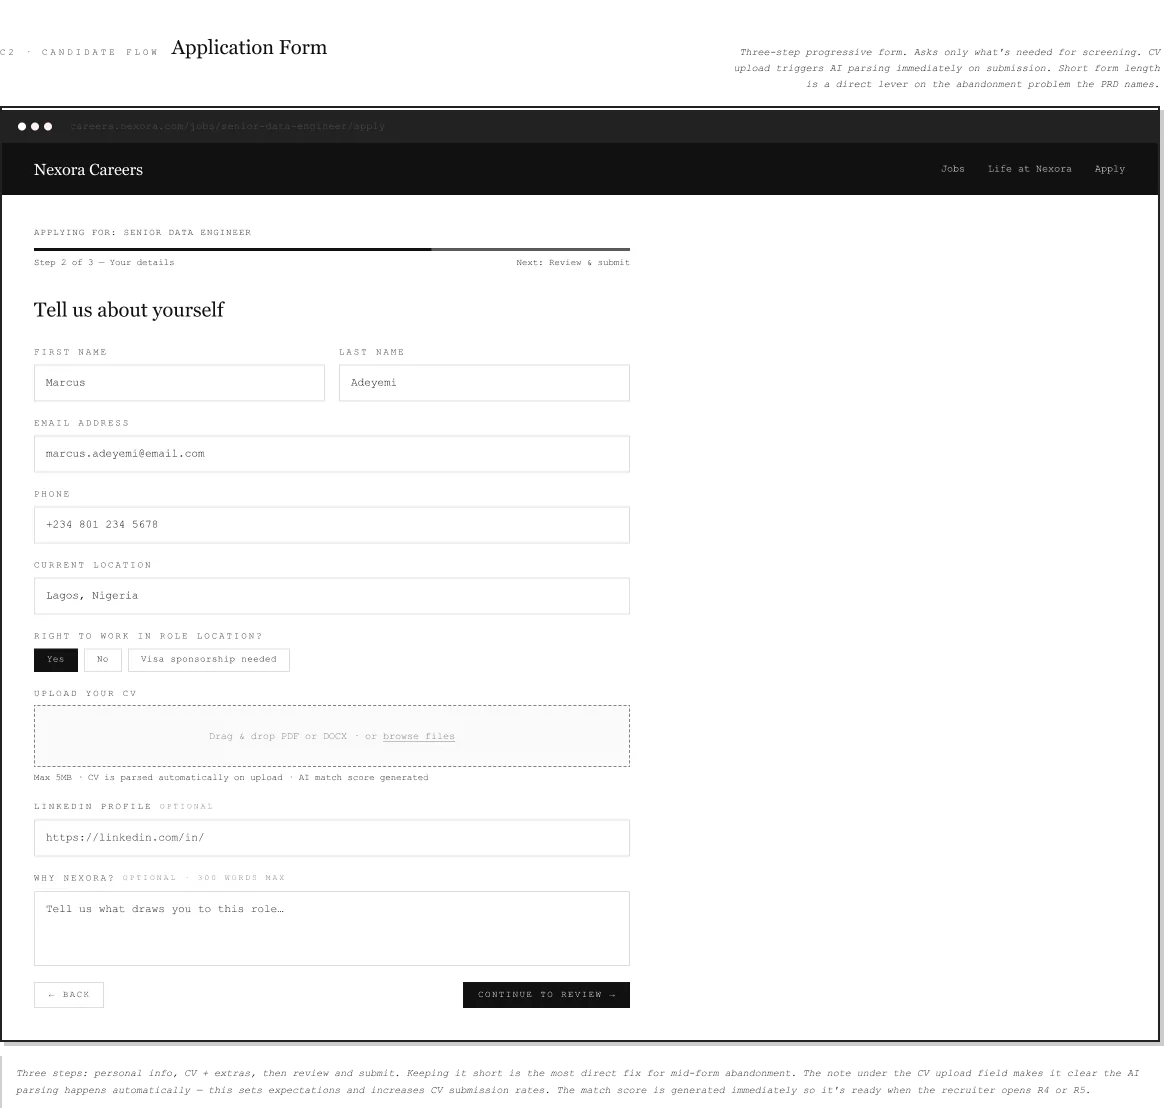 C2 · CANDIDATE FLOW Application Form
Three-step progressive form. Asks only what's needed for screening. CV
upload triggers AI parsing immediately on submission. Short form length
is a direct lever on the abandonment problem the PRD names.
careers.nexora.com/jobs/senior-data-engineer/apply
Nexora Careers
Jobs Life at Nexora Apply
APPLYING FOR: SENIOR DATA ENGINEER
Step 2 of 3 — Your details Next: Review & submit
Tell us about yourself
FIRST NAME LAST NAME
Marcus Adeyemi
EMAIL ADDRESS
marcus.adeyemi@email.com
PHONE
+234 801 234 5678
CURRENT LOCATION
Lagos, Nigeria
RIGHT TO WORK IN ROLE LOCATION?
Yes No Visa sponsorship needed
UPLOAD YOUR CV
Drag & drop PDF or DOCX · or browse files
Max 5MB · CV is parsed automatically on upload · AI match score generated
LINKEDIN PROFILE OPTIONAL
https://linkedin.com/in/
WHY NEXORA? OPTIONAL · 300 WORDS MAX
Tell us what draws you to this role…
← BACK CONTINUE TO REVIEW →
Three steps: personal info, CV + extras, then review and submit. Keeping it short is the most direct fix for mid-form abandonment. The note under the CV upload field makes it clear the AI
parsing happens automatically — this sets expectations and increases CV submission rates. The match score is generated immediately so it's ready when the recruiter opens R4 or R5.